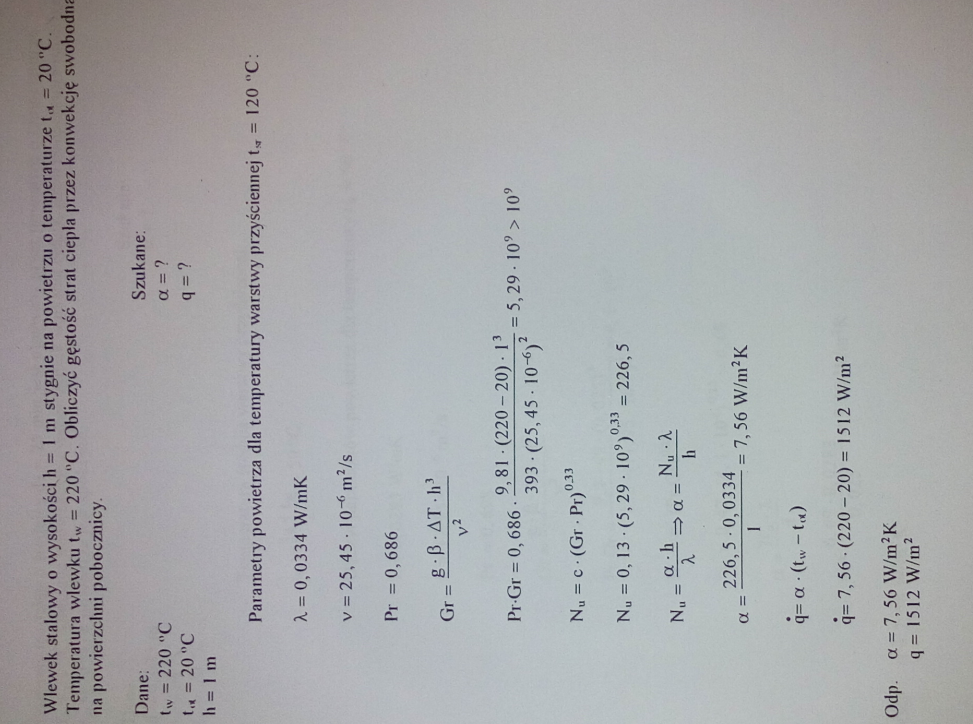 Wlewek stalowy o wysokości h = 1 m stygnie na powietrzu o temperaturze t_ot = 20 °C.
Temperatura wlewku t_w = 220 °C. Obliczyć gęstość strat ciepła przez konwekcję swobodną
na powierzchni pobocznicy.
Dane:
t_w = 220 °C
t_ot = 20 °C
h = 1 m
Szukane:
α = ?
q = ?
Parametry powietrza dla temperatury warstwy przyściennej t_śr = 120 °C:
λ = 0,0334 W/mK
ν = 25,45 · 10⁻⁶ m²/s
Pr = 0,686
Gr = g · β · ΔT · h³ / ν²
Pr·Gr = 0,686 · 9,81 · (220 − 20) · 1³ / 393 · (25,45 · 10⁻⁶)² = 5,29 · 10⁹ > 10⁹
N_u = c · (Gr · Pr)^0,33
N_u = 0,13 · (5,29 · 10⁹)^0,33 = 226,5
N_u = α · h / λ ⇒ α = N_u · λ / h
α = 226,5 · 0,0334 / 1 = 7,56 W/m²K
q̇ = α · (t_w − t_ot)
q̇ = 7,56 · (220 − 20) = 1512 W/m²
Odp. α = 7,56 W/m²K
q = 1512 W/m²